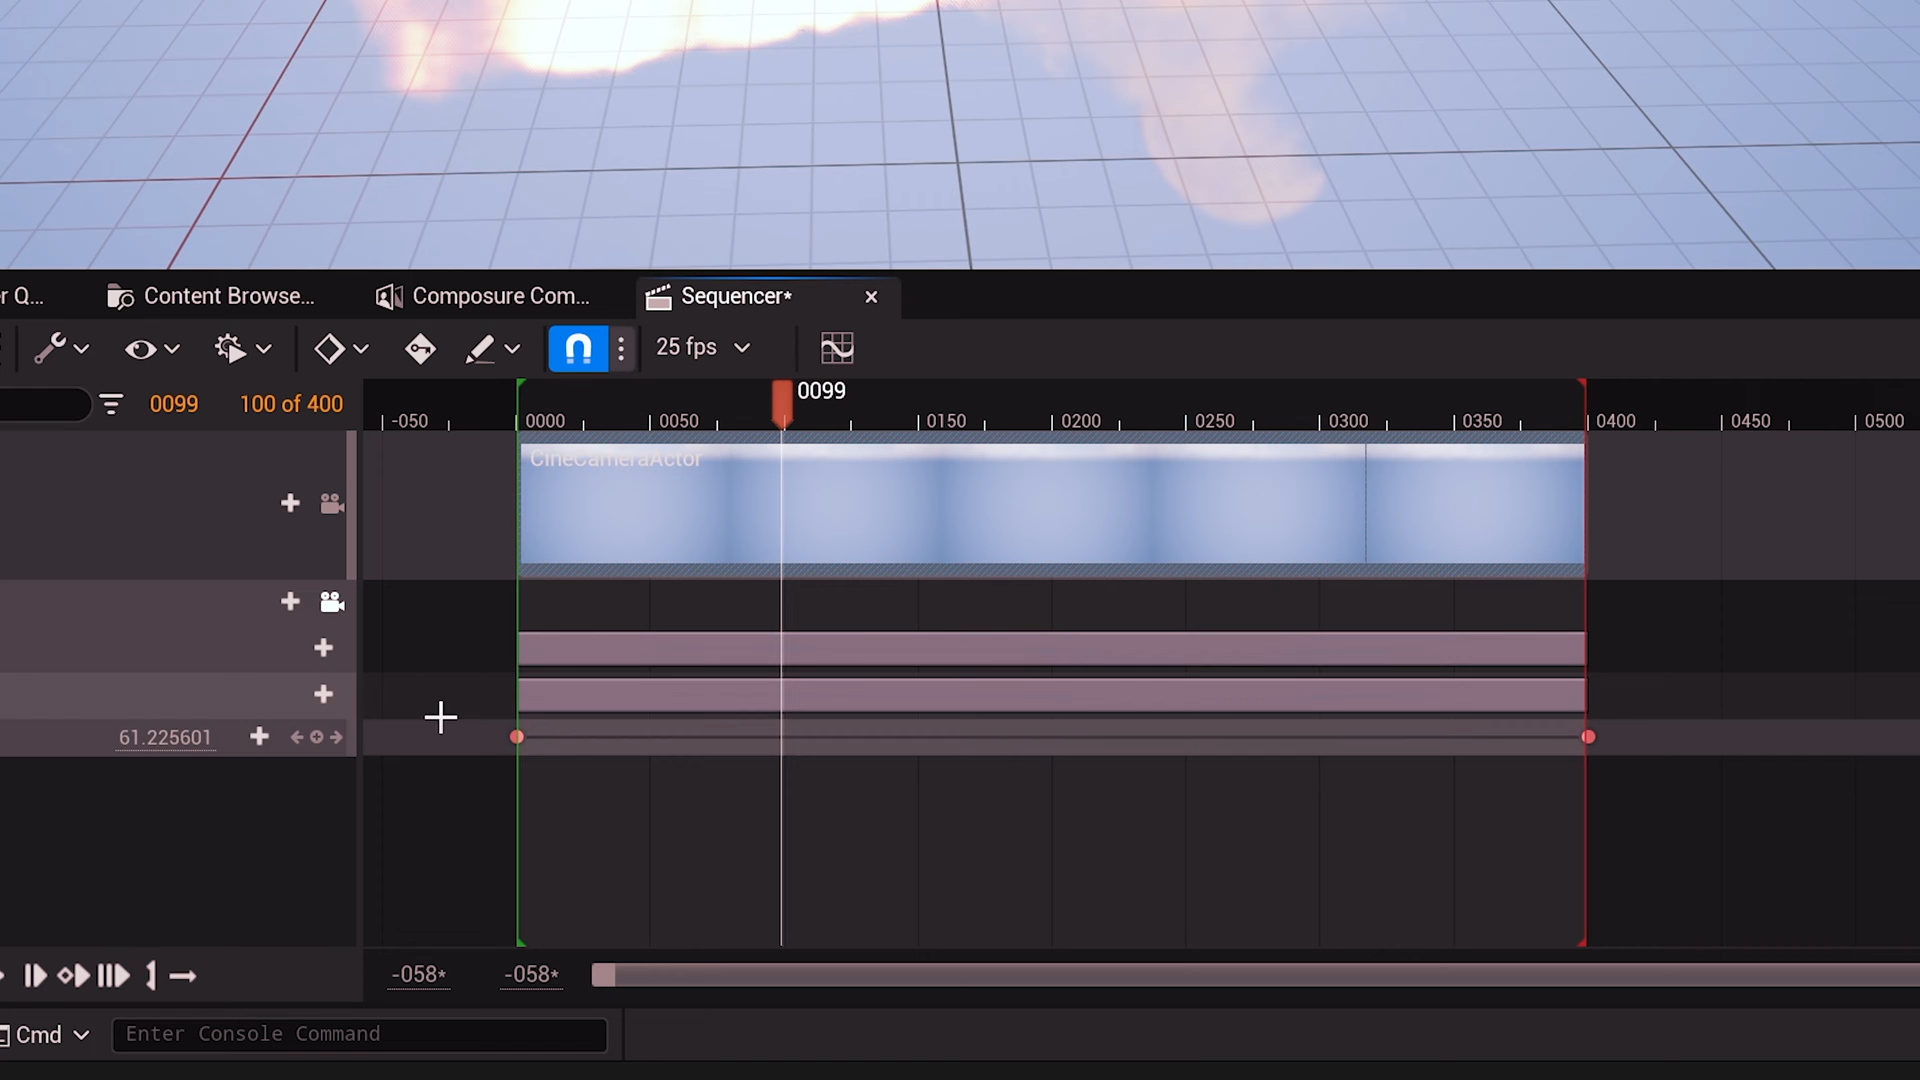 r Q...
Content Browse...
Composure Com...
Sequencer*
25 fps
0099
100 of 400
0099
-050
0000
0050
0150
0200
0250
0300
0350
0400
0450
0500
CineCameraActor
61.225601
-058*
-058*
Cmd
Enter Console Command